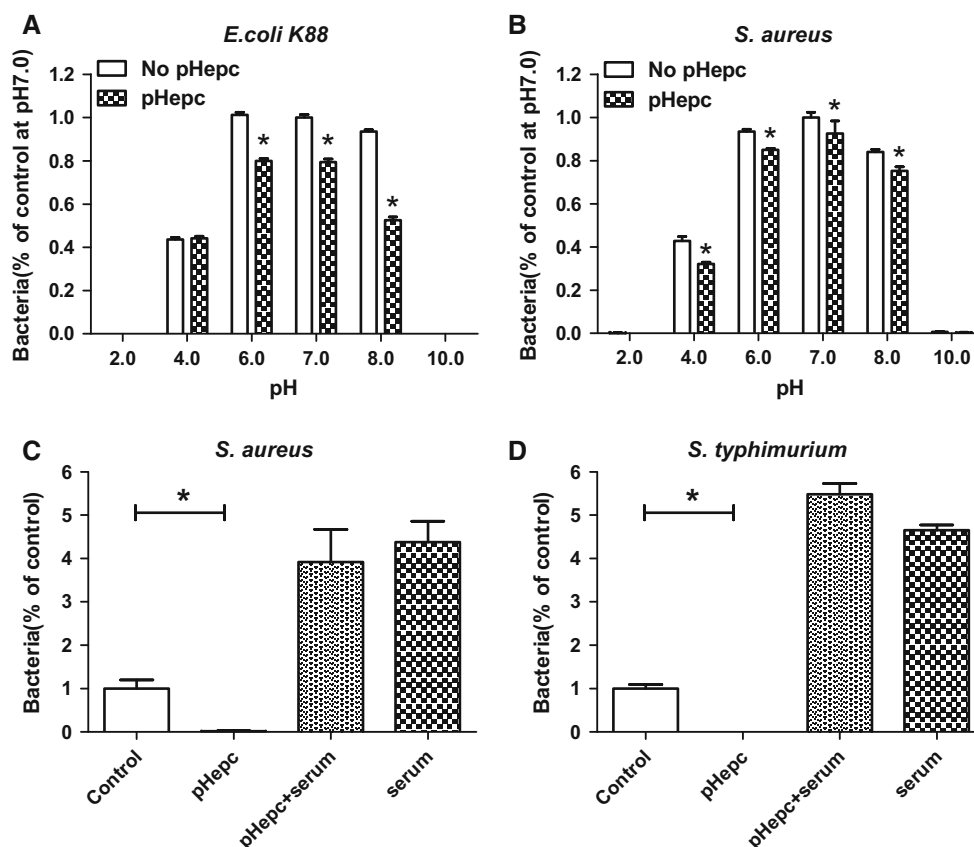 A
E.coli K88
No pHepc
pHepc
Bacteria(% of control at pH7.0)
1.2
1.0
0.8
0.6
0.4
0.2
0.0
* * *
2.0 4.0 6.0 7.0 8.0 10.0
pH
B
S. aureus
No pHepc
pHepc
Bacteria(% of control at pH7.0)
1.2
1.0
0.8
0.6
0.4
0.2
0.0
* * * *
2.0 4.0 6.0 7.0 8.0 10.0
pH
C
S. aureus
Bacteria(% of control)
6
5
4
3
2
1
0
*
Control
pHepc
pHepc+serum
serum
D
S. typhimurium
Bacteria(% of control)
6
5
4
3
2
1
0
*
Control
pHepc
pHepc+serum
serum